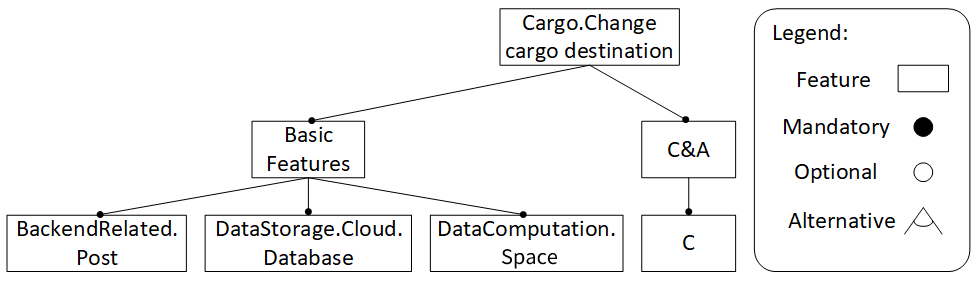 Cargo.Change
cargo destination
Legend:
Feature
Mandatory
Optional
Alternative
Basic
Features
C&A
BackendRelated.
Post
DataStorage.Cloud.
Database
DataComputation.
Space
C